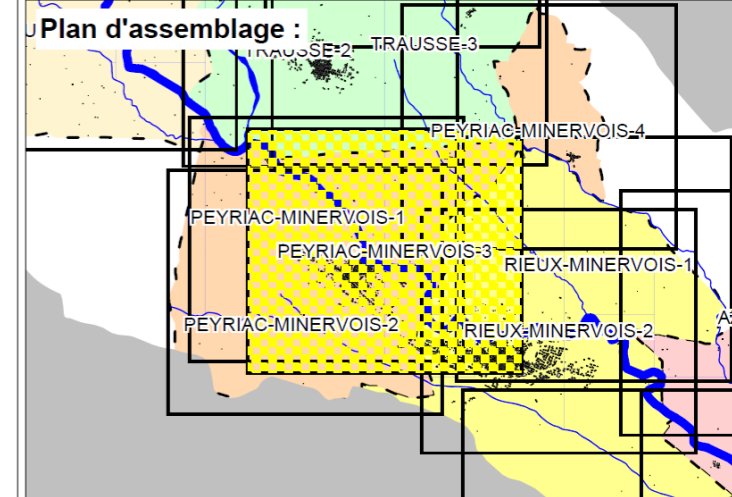 Plan d'assemblage :
TRAUSSE-2
TRAUSSE-3
PEYRIAC-MINERVOIS-4
PEYRIAC-MINERVOIS-1
PEYRIAC-MINERVOIS-3
RIEUX-MINERVOIS-1
PEYRIAC-MINERVOIS-2
RIEUX-MINERVOIS-2